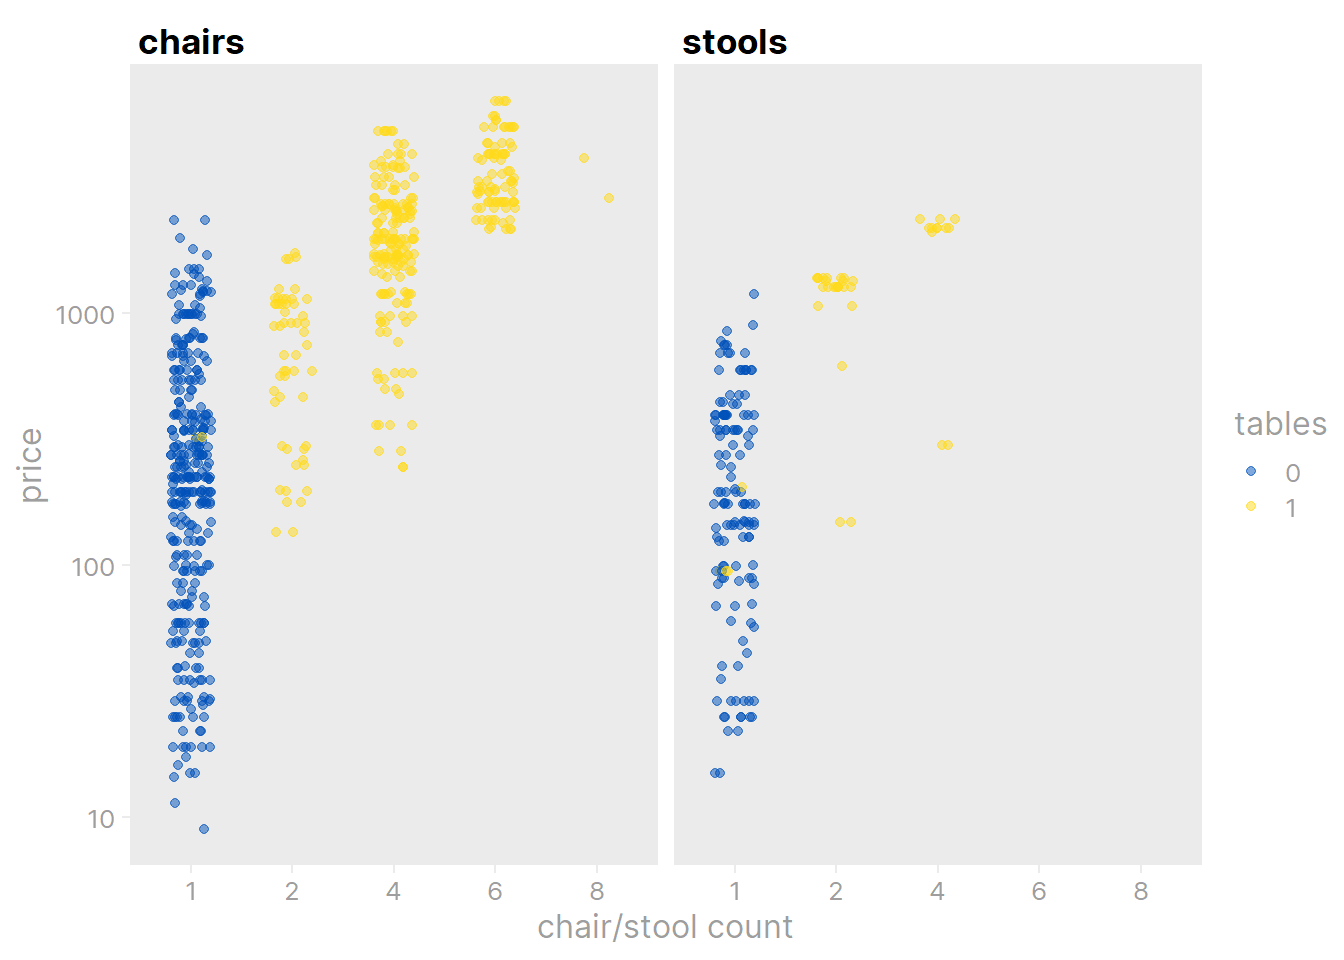 chairs
stools
price
1000
100
10
1 2 4 6 8
1 2 4 6 8
chair/stool count
tables
0
1